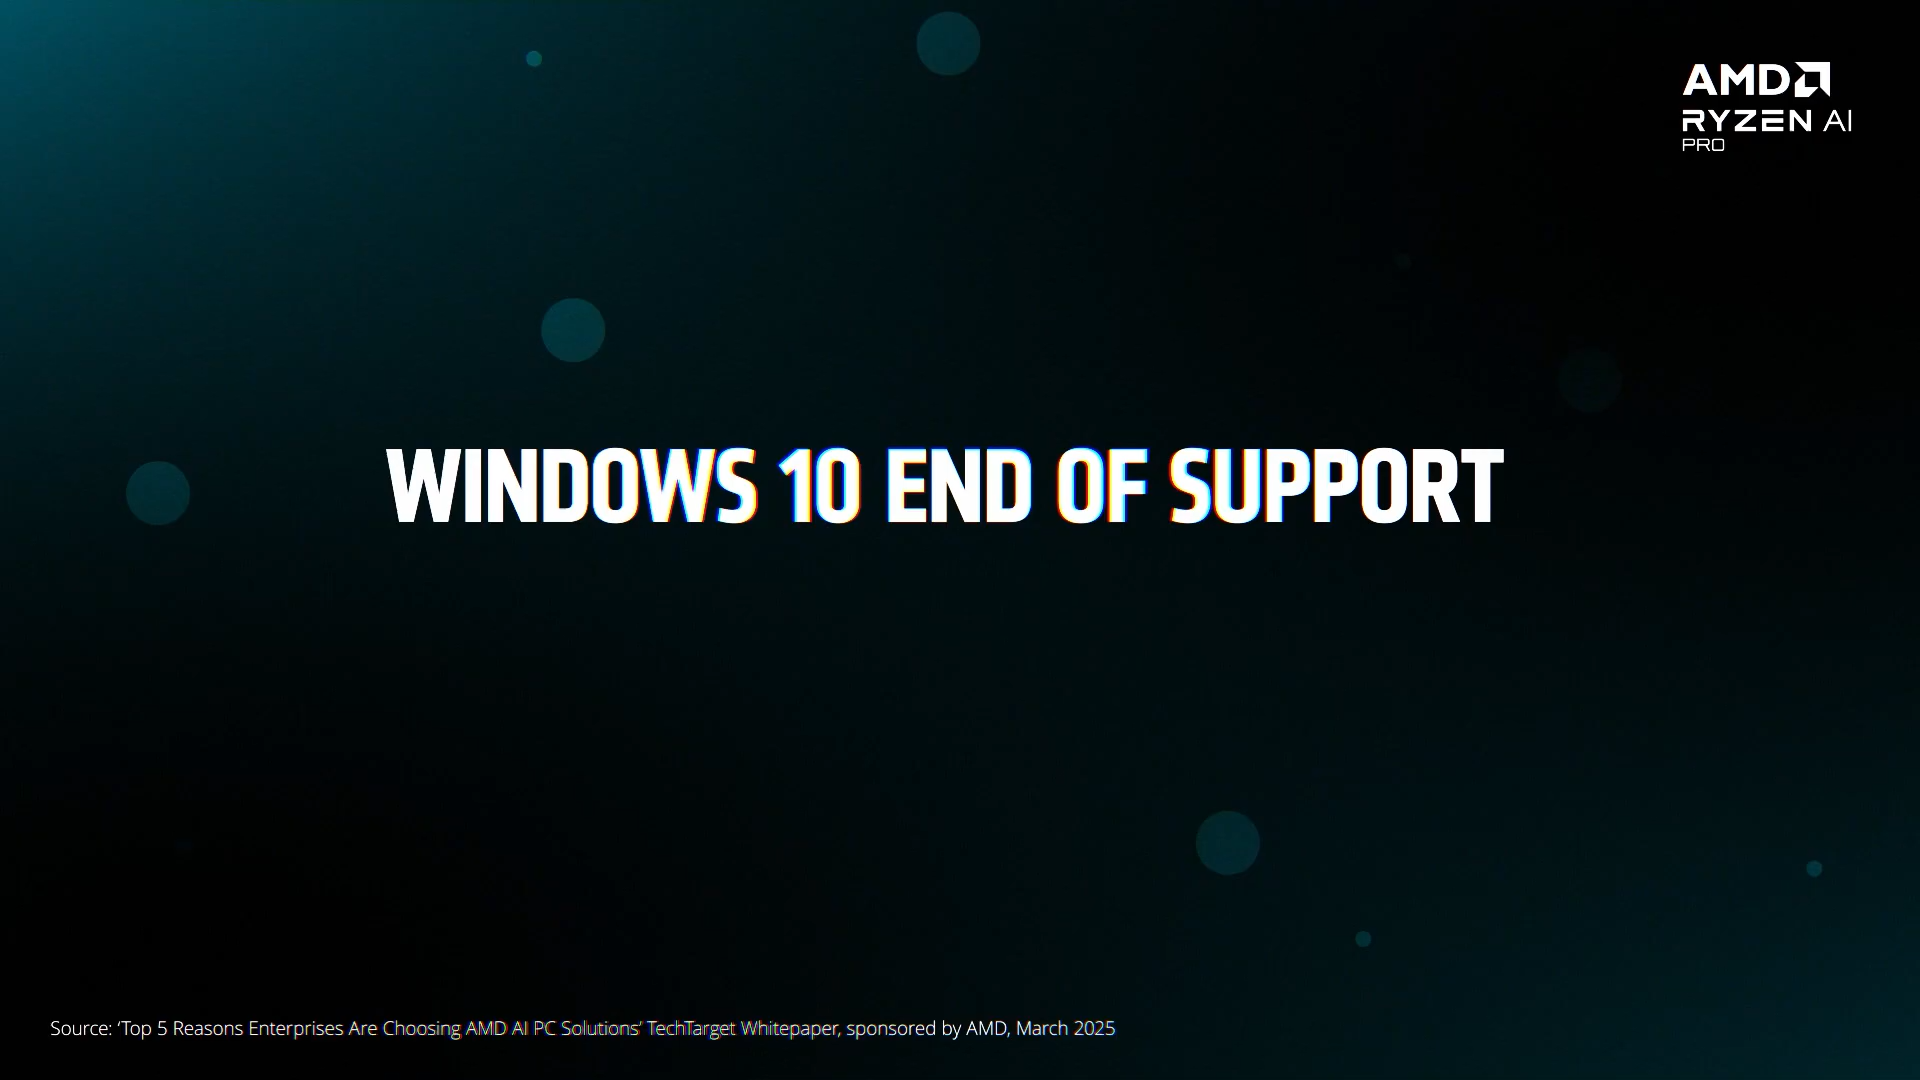 AMD
RYZEN AI
PRO
WINDOWS 10 END OF SUPPORT
Source: ‘Top 5 Reasons Enterprises Are Choosing AMD AI PC Solutions’ TechTarget Whitepaper, sponsored by AMD, March 2025